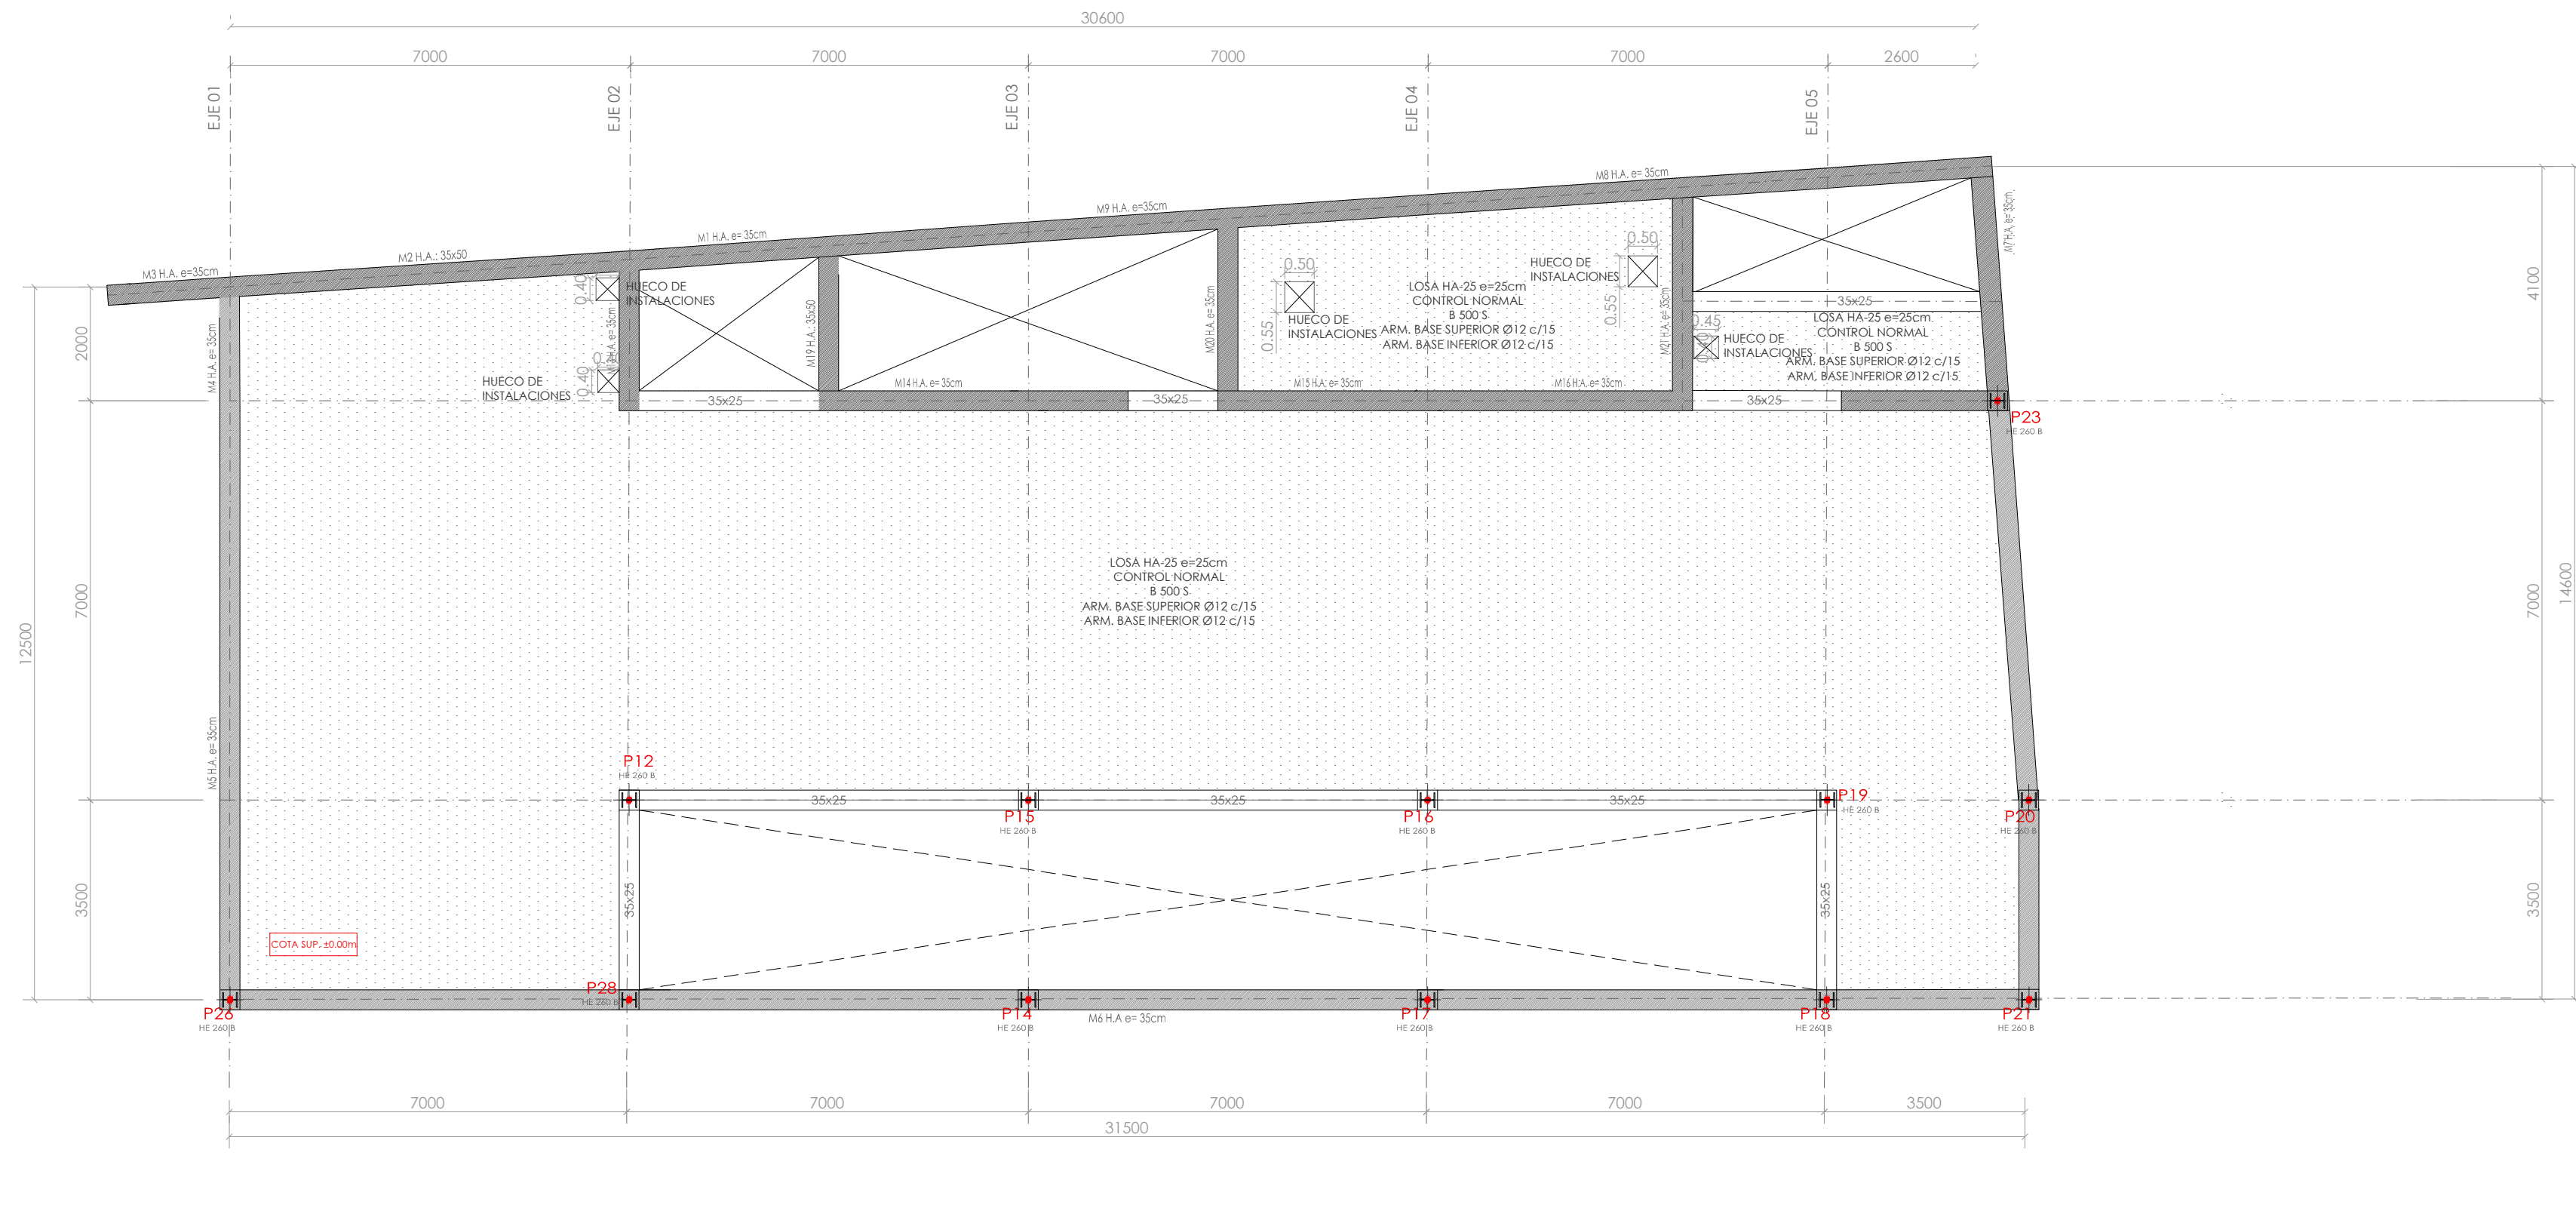 30600
7000
7000
7000
7000
2600
EJE 01
EJE 02
EJE 03
EJE 04
EJE 05
M3 H.A. e=35cm
M2 H.A.: 35x50
M1 H.A. e= 35cm
M9 H.A. e=35cm
M8 H.A. e= 35cm
M7 H.A. e=35cm
0.40
HUECO DE
INSTALACIONES
0.50
0.55
HUECO DE
INSTALACIONES
HUECO DE
INSTALACIONES
0.50
0.55
LOSA HA-25 e=25cm
CONTROL NORMAL
B 500 S
ARM. BASE SUPERIOR Ø12 c/15
ARM. BASE INFERIOR Ø12 c/15
35x25
LOSA HA-25 e=25cm
CONTROL NORMAL
B 500 S
ARM. BASE SUPERIOR Ø12 c/15
ARM. BASE INFERIOR Ø12 c/15
0.45
HUECO DE
INSTALACIONES
M4 H.A. e= 35cm
M19 H.A.: 35x50
M20 H.A. e= 35cm
M21 H.A. e= 35cm
0.40
HUECO DE
INSTALACIONES
M14 H.A. e= 35cm
M15 H.A. e= 35cm
M16 H.A. e= 35cm
35x25
35x25
35x25
P23
HE 260 B
2000
7000
3500
12500
4100
7000
3500
14600
LOSA HA-25 e=25cm
CONTROL NORMAL
B 500 S
ARM. BASE SUPERIOR Ø12 c/15
ARM. BASE INFERIOR Ø12 c/15
M5 H.A. e= 35cm
P12
HE 260 B
35x25
35x25
35x25
P15
HE 260 B
P16
HE 260 B
P19
HE 260 B
P20
HE 260 B
35x25
35x25
COTA SUP. ±0.00m
P26
HE 260 B
P28
HE 260 B
P14
HE 260 B
M6 H.A e= 35cm
P17
HE 260 B
P18
HE 260 B
P21
HE 260 B
7000
7000
7000
7000
3500
31500